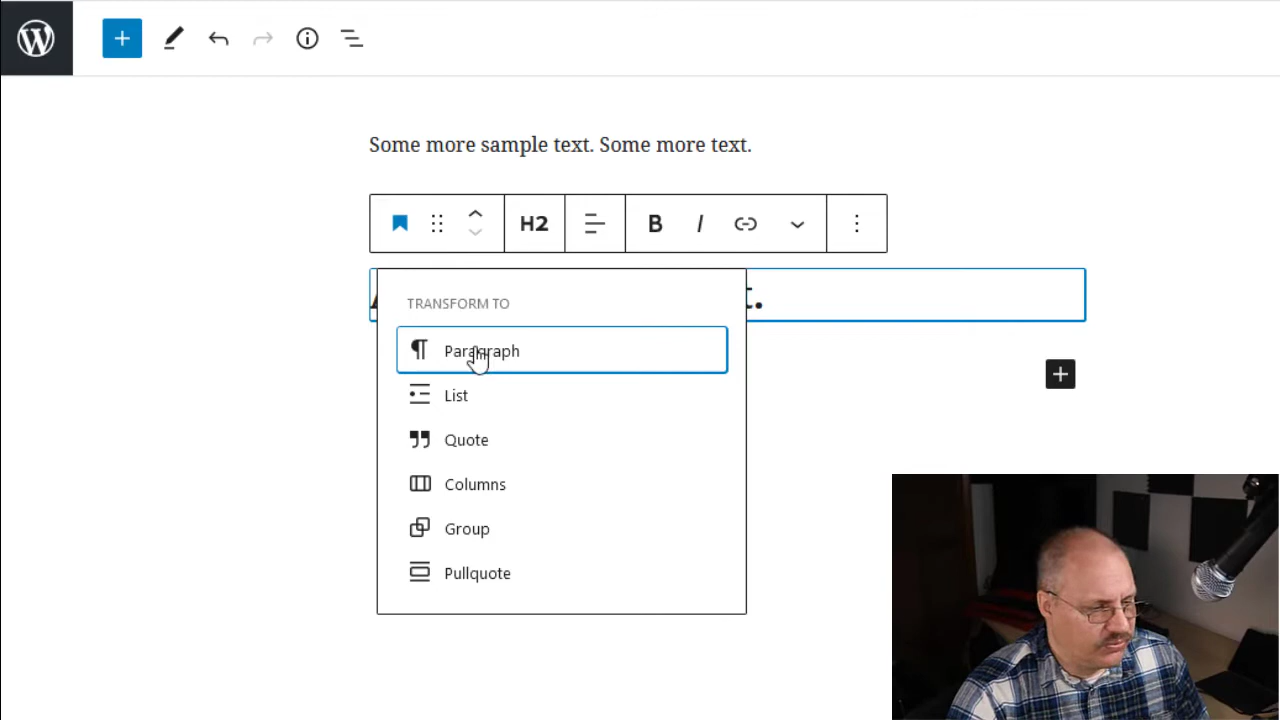 Some more sample text. Some more text.
H2 B I
t.
TRANSFORM TO
Paragraph
List
Quote
Columns
Group
Pullquote